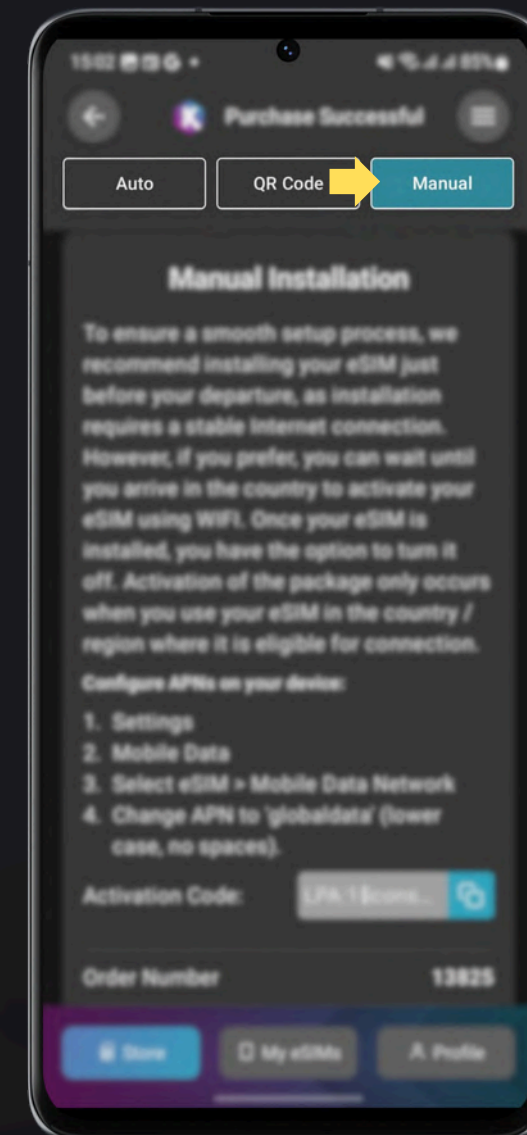 15:02
Purchase Successful
Auto
QR Code
Manual
Manual Installation
To ensure a smooth setup process, we
recommend installing your eSIM just
before your departure, as installation
requires a stable Internet connection.
However, if you prefer, you can wait until
you arrive in the country to activate your
eSIM using WIFI. Once your eSIM is
installed, you have the option to turn it
off. Activation of the package only occurs
when you use your eSIM in the country /
region where it is eligible for connection.
Configure APNs on your device:
1. Settings
2. Mobile Data
3. Select eSIM > Mobile Data Network
4. Change APN to 'globaldata' (lower
case, no spaces).
Activation Code:
Order Number
13825
Store
My eSIMs
Profile